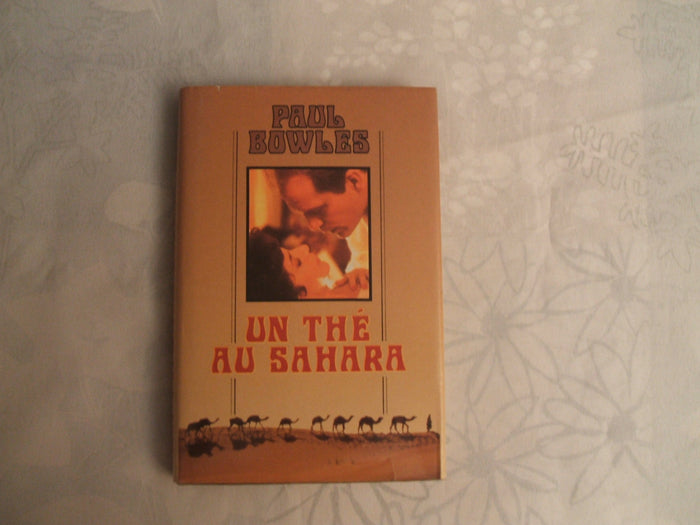 PAUL
BOWLES
UN THÉ
AU SAHARA